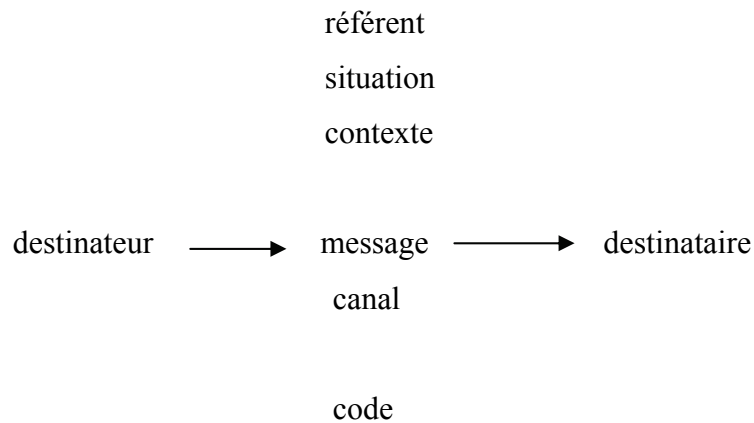 référent
situation
contexte
destinateur message destinataire
canal
code